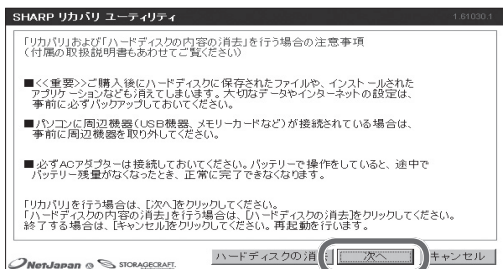 SHARP リカバリ ユーティリティ
1.61030.1
「リカバリ」および「ハードディスクの内容の消去」を行う場合の注意事項
(付属の取扱説明書もあわせてご覧ください)
■<<重要>>ご購入後にハードディスクに保存されたファイルや、インストールされた
アプリケーションなども消えてしまいます。大切なデータやインターネットの設定は、
事前に必ずバックアップしておいてください。
■パソコンに周辺機器(USB機器、メモリーカードなど)が接続されている場合は、
事前に周辺機器を取り外してください。
■必ずACアダプターは接続しておいてください。バッテリーで操作をしていると、途中で
バッテリー残量がなくなったとき、正常に完了できなくなります。
「リカバリ」を行う場合は、[次へ]をクリックしてください。
「ハードディスクの内容の消去」を行う場合は、[ハードディスクの消去]をクリックしてください。
終了する場合は、[キャンセル]をクリックしてください。再起動を行います。
NetJapan STORAGECRAFT.
ハードディスクの消 次へ キャンセル